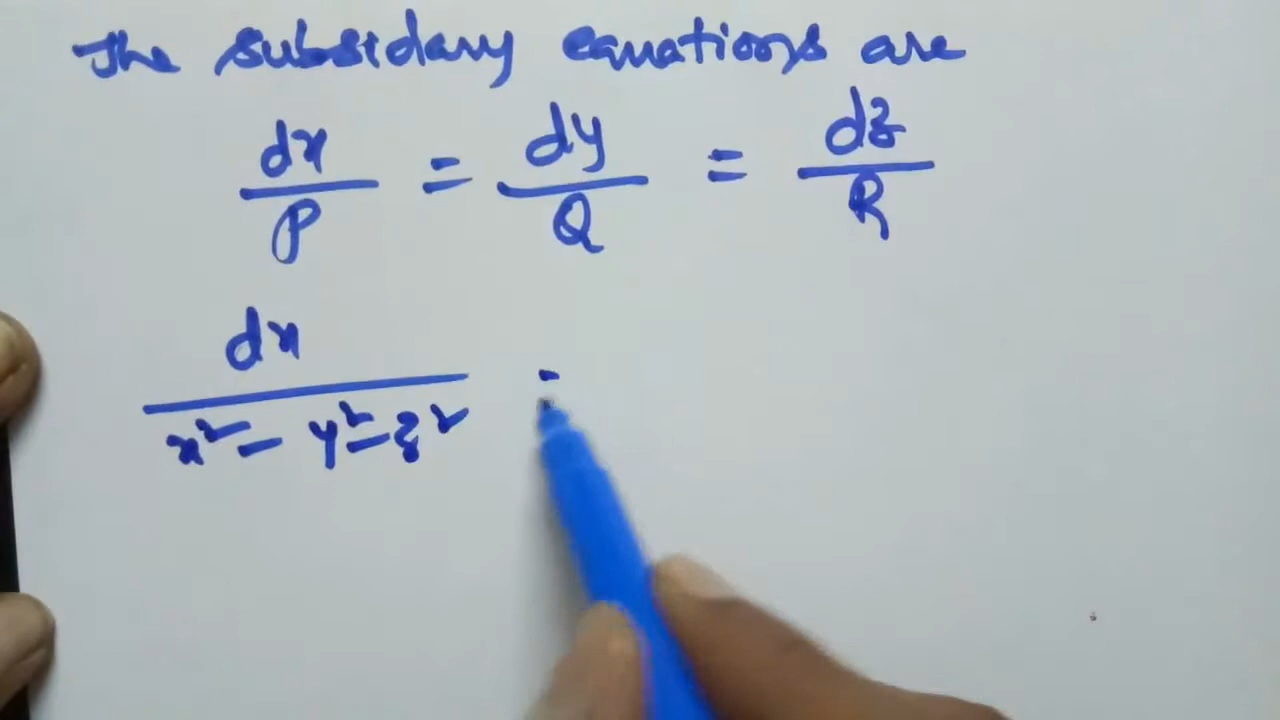 The subsidary equations are
dx/P = dy/Q = dz/R
dx/x² - y² - z² =